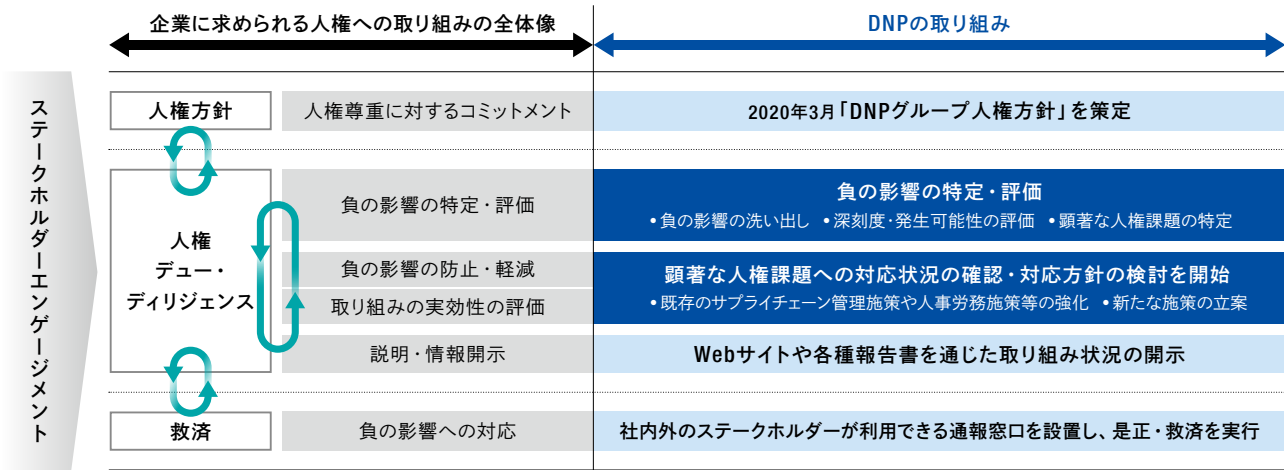 企業に求められる人権への取り組みの全体像
DNPの取り組み
ステークホルダーエンゲージメント
人権方針
人権尊重に対するコミットメント
2020年3月「DNPグループ人権方針」を策定
人権
デュー・
ディリジェンス
負の影響の特定・評価
負の影響の特定・評価
•負の影響の洗い出し •深刻度・発生可能性の評価 •顕著な人権課題の特定
負の影響の防止・軽減
取り組みの実効性の評価
顕著な人権課題への対応状況の確認・対応方針の検討を開始
•既存のサプライチェーン管理施策や人事労務施策等の強化 •新たな施策の立案
説明・情報開示
Webサイトや各種報告書を通じた取り組み状況の開示
救済
負の影響への対応
社内外のステークホルダーが利用できる通報窓口を設置し、是正・救済を実行